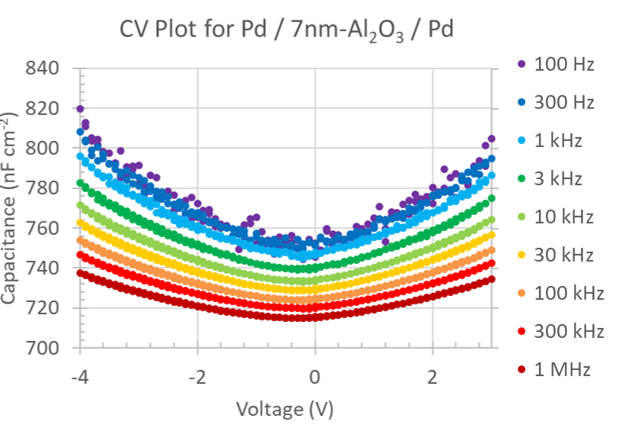 CV Plot for Pd / 7nm-Al₂O₃ / Pd
840
820
800
780
760
740
720
700
Capacitance (nF cm⁻²)
-4
-2
0
2
Voltage (V)
100 Hz
300 Hz
1 kHz
3 kHz
10 kHz
30 kHz
100 kHz
300 kHz
1 MHz